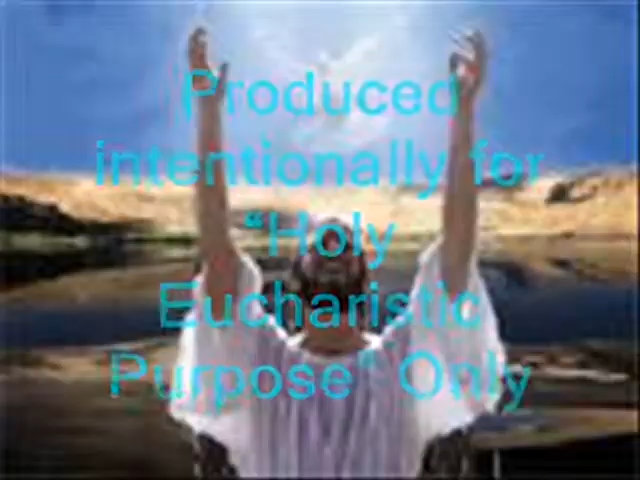 Produced
intentionally for
“Holy
Eucharistic
Purpose” Only